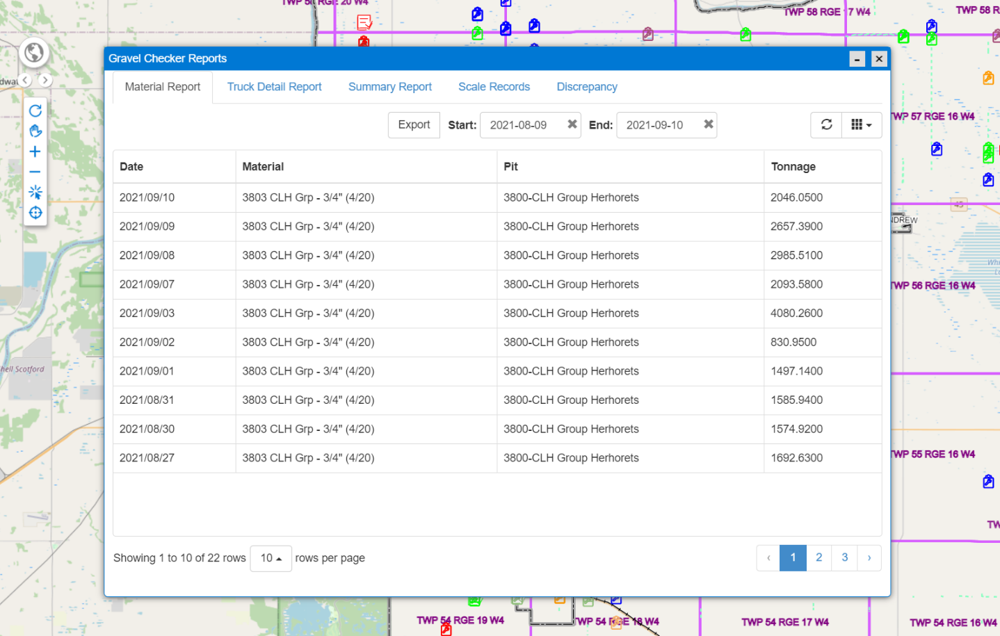 RGE 20 W4
TWP 58 RGE 17 W4
TWP 58 R
Gravel Checker Reports
Material Report Truck Detail Report Summary Report Scale Records Discrepancy
Export Start: 2021-08-09 End: 2021-09-10
Date Material Pit Tonnage
2021/09/10 3803 CLH Grp - 3/4" (4/20) 3800-CLH Group Herhorets 2046.0500
2021/09/09 3803 CLH Grp - 3/4" (4/20) 3800-CLH Group Herhorets 2657.3900
2021/09/08 3803 CLH Grp - 3/4" (4/20) 3800-CLH Group Herhorets 2985.5100
2021/09/07 3803 CLH Grp - 3/4" (4/20) 3800-CLH Group Herhorets 2093.5800
2021/09/03 3803 CLH Grp - 3/4" (4/20) 3800-CLH Group Herhorets 4080.2600
2021/09/02 3803 CLH Grp - 3/4" (4/20) 3800-CLH Group Herhorets 830.9500
2021/09/01 3803 CLH Grp - 3/4" (4/20) 3800-CLH Group Herhorets 1497.1400
2021/08/31 3803 CLH Grp - 3/4" (4/20) 3800-CLH Group Herhorets 1585.9400
2021/08/30 3803 CLH Grp - 3/4" (4/20) 3800-CLH Group Herhorets 1574.9200
2021/08/27 3803 CLH Grp - 3/4" (4/20) 3800-CLH Group Herhorets 1692.6300
Showing 1 to 10 of 22 rows 10 rows per page
‹ 1 2 3 ›
dwat
hell Scotford
WP 57 RGE 16 W4
45
NDREW
Whi
L
WP 56 RGE 16 W4
WP 55 RGE 16 W4
TW
TWP 54 RGE 19 W4
WP 54 RGE 18 W4
TWP 54 RGE 17 W4
TWP 54 RGE 16 W4